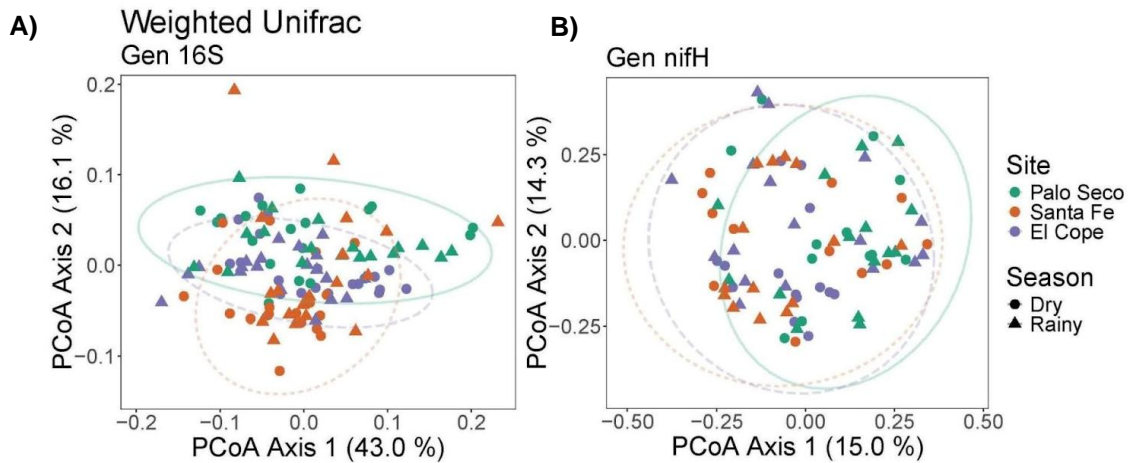 A)
Weighted Unifrac
Gen 16S
PCoA Axis 2 (16.1 %)
0.2
0.1
0.0
−0.1
−0.2
−0.1
0.0
0.1
0.2
PCoA Axis 1 (43.0 %)
B)
Gen nifH
PCoA Axis 2 (14.3 %)
0.25
0.00
−0.25
−0.50
−0.25
0.00
0.25
0.50
PCoA Axis 1 (15.0 %)
Site
Palo Seco
Santa Fe
El Cope
Season
Dry
Rainy